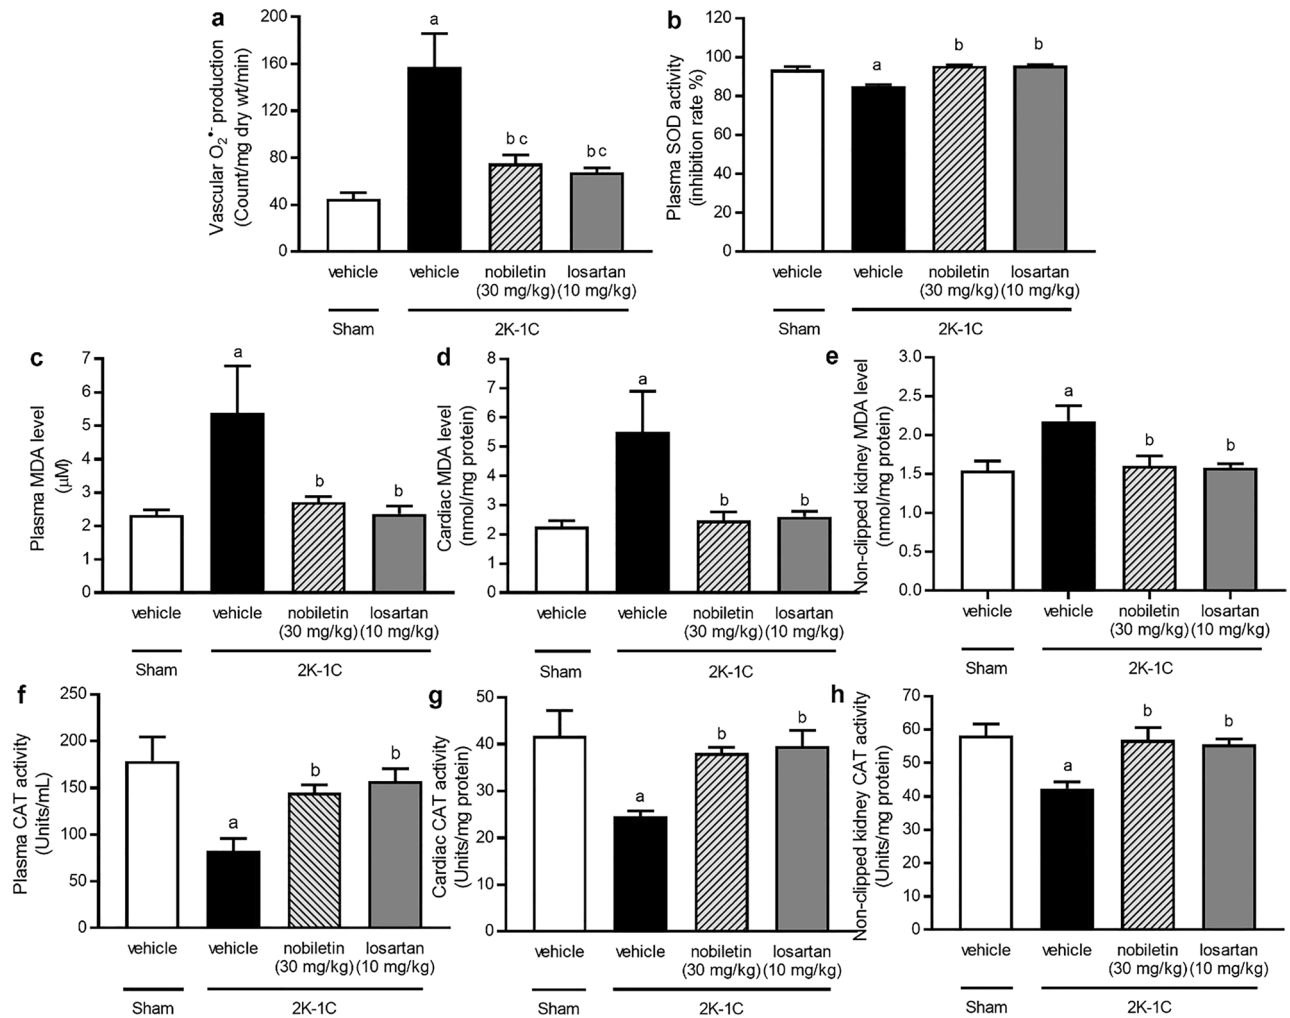 a
Vascular O₂•⁻ production
(Count/mg dry wt/min)
200
160
120
80
40
0
a
b c
b c
vehicle vehicle nobiletin losartan
(30 mg/kg) (10 mg/kg)
Sham 2K-1C
b
Plasma SOD activity
(inhibition rate %)
120
100
80
60
40
20
0
a
b
b
vehicle vehicle nobiletin losartan
(30 mg/kg) (10 mg/kg)
Sham 2K-1C
c
Plasma MDA level
(µM)
7
6
5
4
3
2
1
0
a
b
b
vehicle vehicle nobiletin losartan
(30 mg/kg) (10 mg/kg)
Sham 2K-1C
d
Cardiac MDA level
(nmol/mg protein)
8
7
6
5
4
3
2
1
0
a
b
b
vehicle vehicle nobiletin losartan
(30 mg/kg) (10 mg/kg)
Sham 2K-1C
e
Non-clipped kidney MDA level
(nmol/mg protein)
3.0
2.5
2.0
1.5
1.0
0.5
0.0
a
b
b
vehicle vehicle nobiletin losartan
(30 mg/kg) (10 mg/kg)
Sham 2K-1C
f
Plasma CAT activity
(Units/mL)
250
200
150
100
50
0
a
b
b
vehicle vehicle nobiletin losartan
(30 mg/kg) (10 mg/kg)
Sham 2K-1C
g
Cardiac CAT activity
(Units/mg protein)
50
40
30
20
10
0
a
b
b
vehicle vehicle nobiletin losartan
(30 mg/kg) (10 mg/kg)
Sham 2K-1C
h
Non-clipped kidney CAT activity
(Units/mg protein)
70
60
50
40
30
20
10
0
a
b
b
vehicle vehicle nobiletin losartan
(30 mg/kg) (10 mg/kg)
Sham 2K-1C